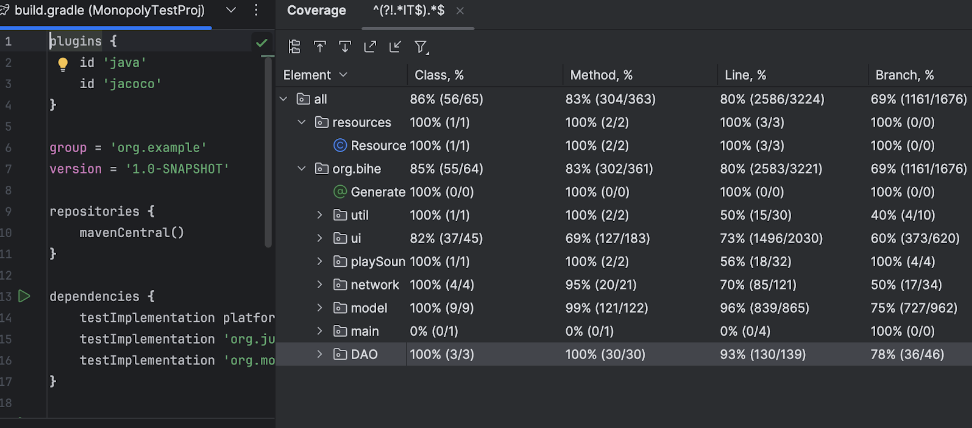 build.gradle (MonopolyTestProj)
Coverage ^(?!.*IT$).*$
1 plugins {
2 id 'java'
3 id 'jacoco'
4 }
5
6 group = 'org.example'
7 version = '1.0-SNAPSHOT'
8
9 repositories {
10 mavenCentral()
11 }
12
13 dependencies {
14 testImplementation platfor
15 testImplementation 'org.ju
16 testImplementation 'org.mo
17 }
18
Element Class, % Method, % Line, % Branch, %
all 86% (56/65) 83% (304/363) 80% (2586/3224) 69% (1161/1676)
resources 100% (1/1) 100% (2/2) 100% (3/3) 100% (0/0)
Resource 100% (1/1) 100% (2/2) 100% (3/3) 100% (0/0)
org.bihe 85% (55/64) 83% (302/361) 80% (2583/3221) 69% (1161/1676)
Generate 100% (0/0) 100% (0/0) 100% (0/0) 100% (0/0)
util 100% (1/1) 100% (2/2) 50% (15/30) 40% (4/10)
ui 82% (37/45) 69% (127/183) 73% (1496/2030) 60% (373/620)
playSoun 100% (1/1) 100% (2/2) 56% (18/32) 100% (4/4)
network 100% (4/4) 95% (20/21) 70% (85/121) 50% (17/34)
model 100% (9/9) 99% (121/122) 96% (839/865) 75% (727/962)
main 0% (0/1) 0% (0/1) 0% (0/4) 100% (0/0)
DAO 100% (3/3) 100% (30/30) 93% (130/139) 78% (36/46)